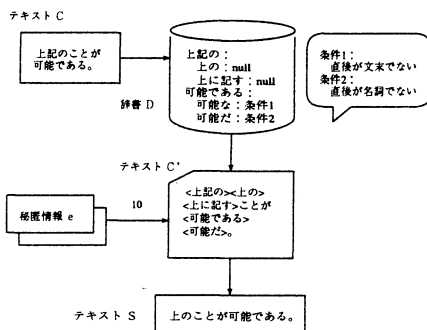 テキスト C
上記のことが
可能である。
上記の：
上の：null
上に記す：null
可能である：
可能な：条件1
可能だ：条件2
条件1：
直後が文末でない
条件2：
直後が名詞でない
辞書 D
テキスト C'
<上記の><上の>
<上に記す>ことが
<可能である>
<可能だ>。
秘匿情報 e
10
テキスト S
上のことが可能である。